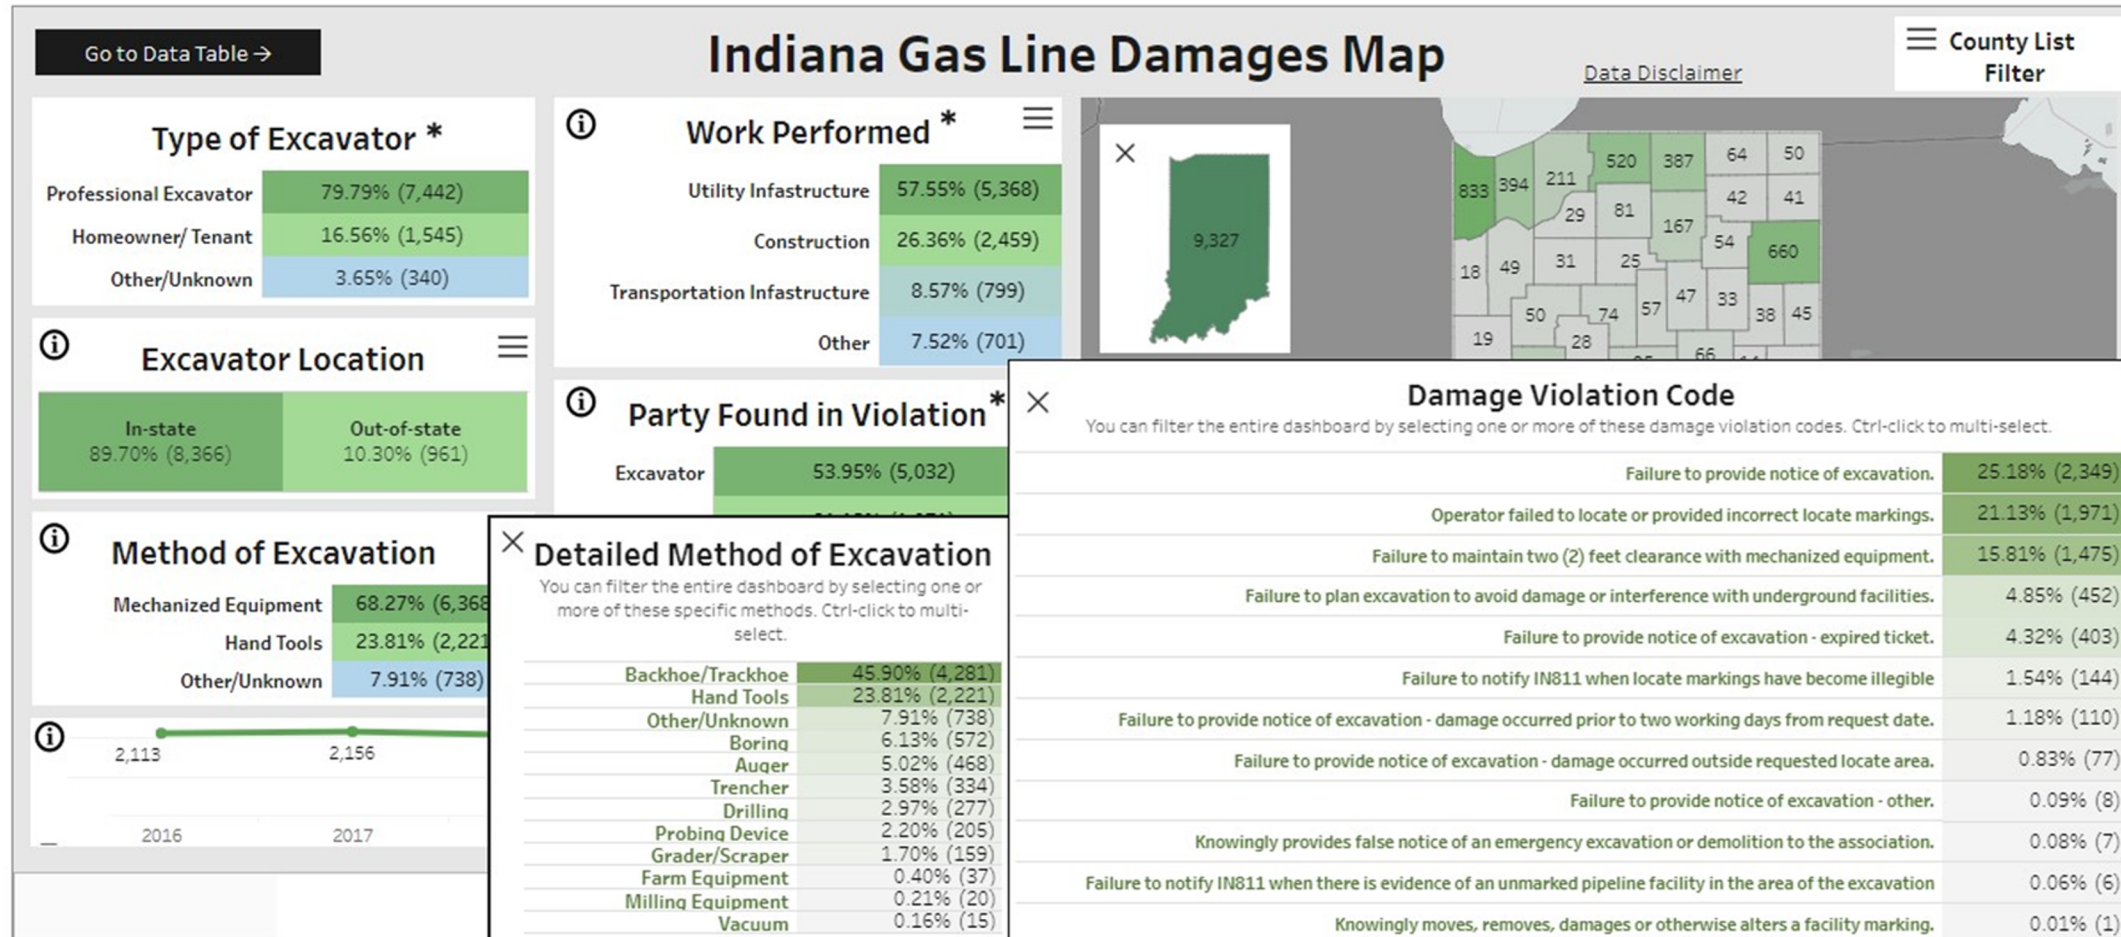 Go to Data Table →
Indiana Gas Line Damages Map
Data Disclaimer
County List
Filter
Type of Excavator *
Professional Excavator 79.79% (7,442)
Homeowner/ Tenant 16.56% (1,545)
Other/Unknown 3.65% (340)
Excavator Location
In-state
89.70% (8,366)
Out-of-state
10.30% (961)
Method of Excavation
Mechanized Equipment 68.27% (6,368
Hand Tools 23.81% (2,221
Other/Unknown 7.91% (738)
2,113 2,156
2016 2017
Work Performed *
Utility Infastructure 57.55% (5,368)
Construction 26.36% (2,459)
Transportation Infastructure 8.57% (799)
Other 7.52% (701)
Party Found in Violation *
Excavator 53.95% (5,032)
9,327
833 394 211 520 387 64 50
29 81 167 42 41
18 49 31 25 54 660
50 74 57 47 33 38 45
19 28 66
Detailed Method of Excavation
You can filter the entire dashboard by selecting one or
more of these specific methods. Ctrl-click to multi-
select.
Backhoe/Trackhoe 45.90% (4,281)
Hand Tools 23.81% (2,221)
Other/Unknown 7.91% (738)
Boring 6.13% (572)
Auger 5.02% (468)
Trencher 3.58% (334)
Drilling 2.97% (277)
Probing Device 2.20% (205)
Grader/Scraper 1.70% (159)
Farm Equipment 0.40% (37)
Milling Equipment 0.21% (20)
Vacuum 0.16% (15)
Damage Violation Code
You can filter the entire dashboard by selecting one or more of these damage violation codes. Ctrl-click to multi-select.
Failure to provide notice of excavation. 25.18% (2,349)
Operator failed to locate or provided incorrect locate markings. 21.13% (1,971)
Failure to maintain two (2) feet clearance with mechanized equipment. 15.81% (1,475)
Failure to plan excavation to avoid damage or interference with underground facilities. 4.85% (452)
Failure to provide notice of excavation - expired ticket. 4.32% (403)
Failure to notify IN811 when locate markings have become illegible 1.54% (144)
Failure to provide notice of excavation - damage occurred prior to two working days from request date. 1.18% (110)
Failure to provide notice of excavation - damage occurred outside requested locate area. 0.83% (77)
Failure to provide notice of excavation - other. 0.09% (8)
Knowingly provides false notice of an emergency excavation or demolition to the association. 0.08% (7)
Failure to notify IN811 when there is evidence of an unmarked pipeline facility in the area of the excavation 0.06% (6)
Knowingly moves, removes, damages or otherwise alters a facility marking. 0.01% (1)